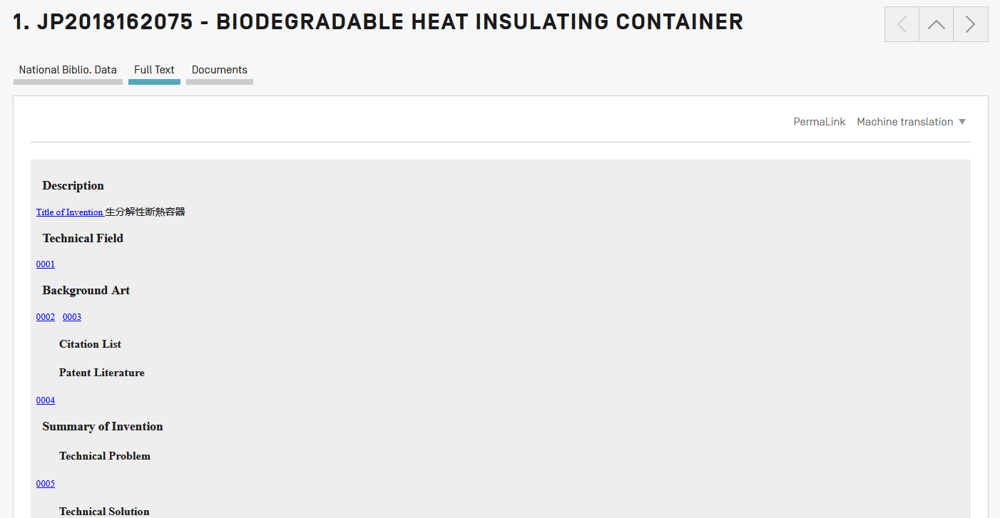 1. JP2018162075 - BIODEGRADABLE HEAT INSULATING CONTAINER
National Biblio. Data Full Text Documents
PermaLink Machine translation ▼
Description
Title of Invention 生分解性断熱容器
Technical Field
0001
Background Art
0002 0003
Citation List
Patent Literature
0004
Summary of Invention
Technical Problem
0005
Technical Solution